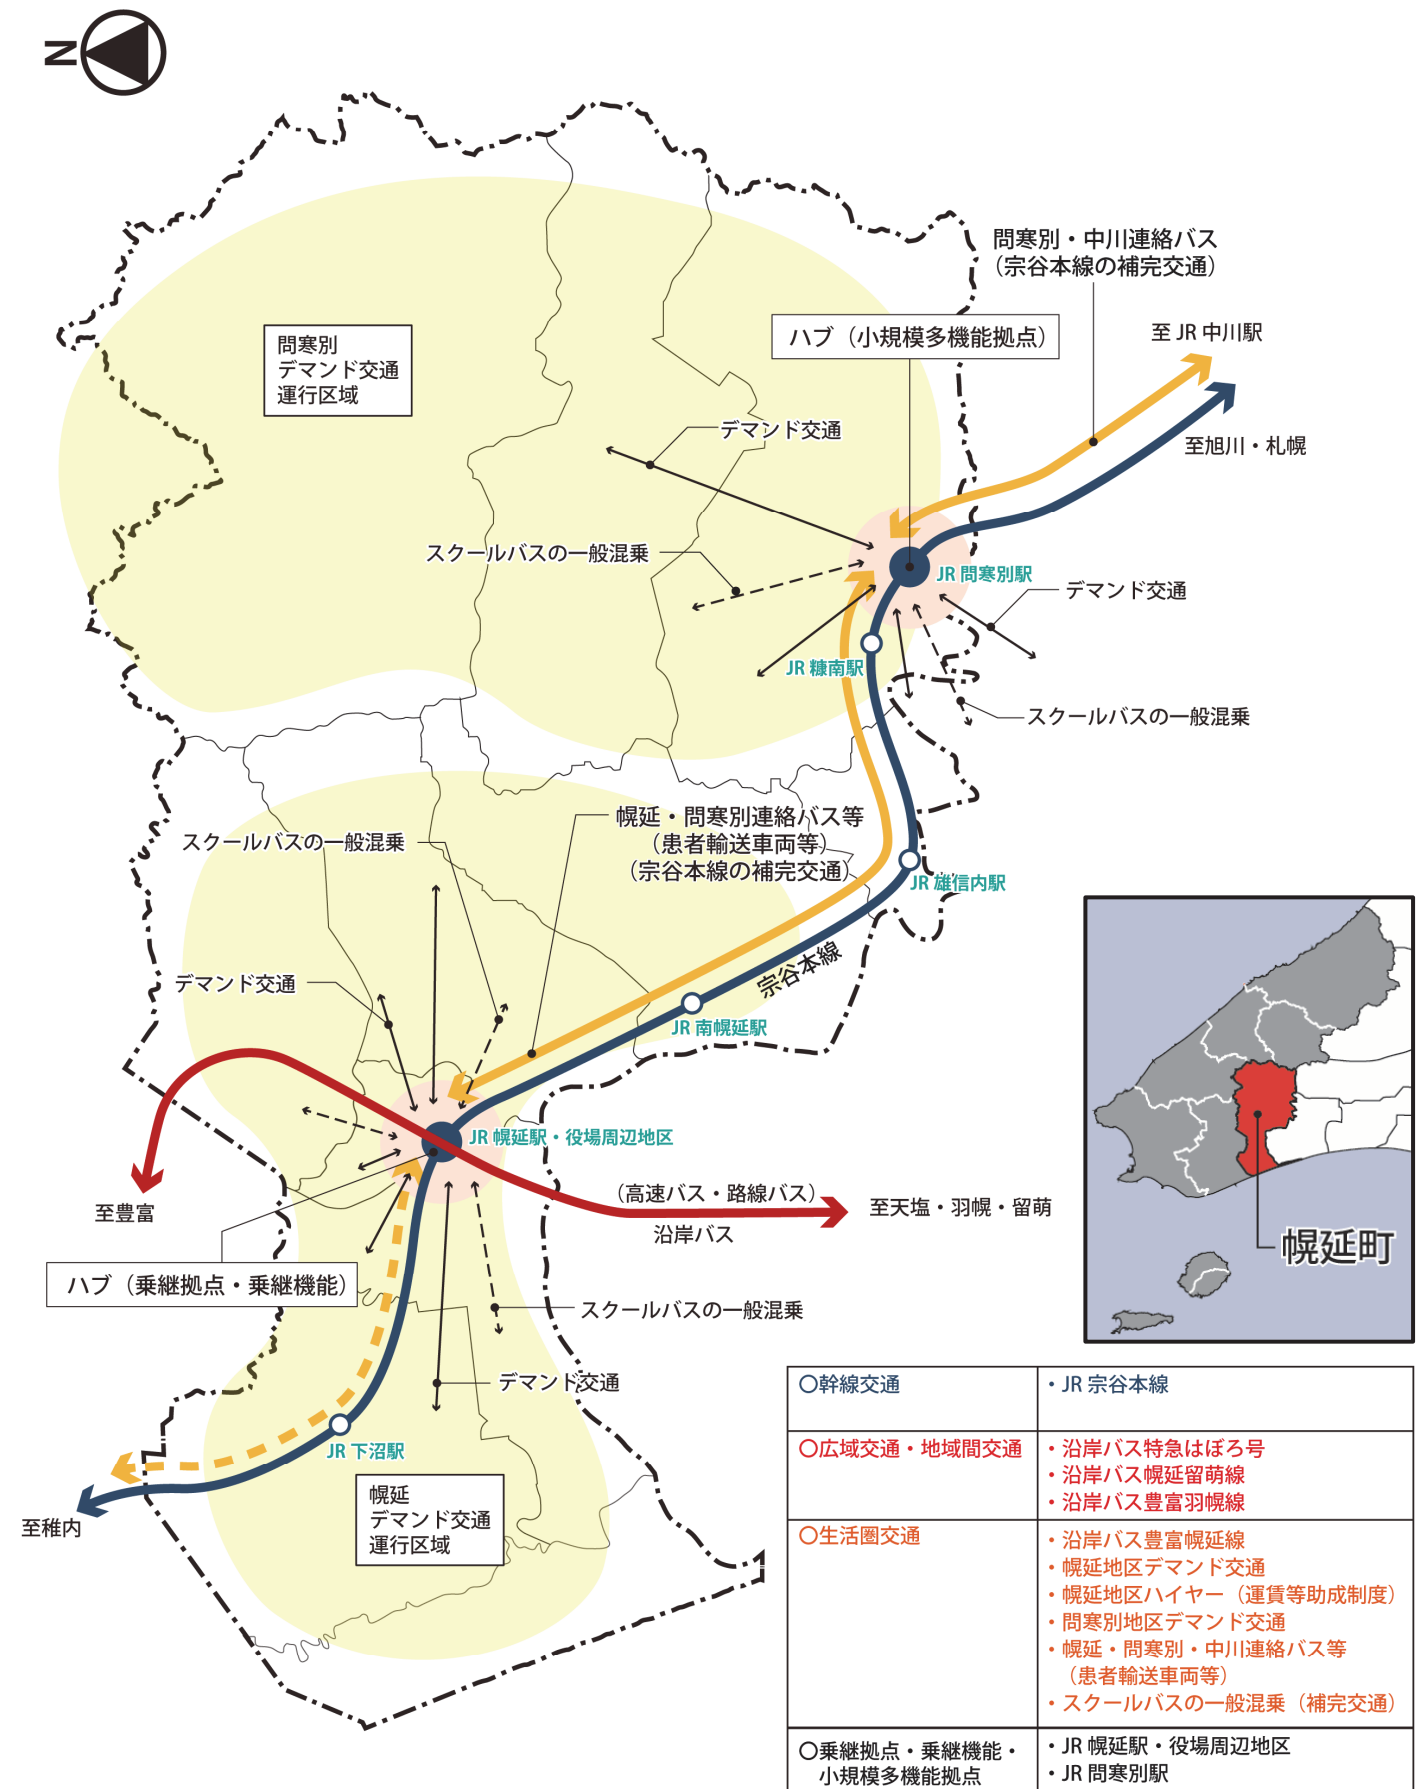 N
問寒別・中川連絡バス
（宗谷本線の補完交通）
ハブ（小規模多機能拠点）
至 JR 中川駅
問寒別
デマンド交通
運行区域
デマンド交通
至旭川・札幌
スクールバスの一般混乗
JR 問寒別駅
デマンド交通
JR 糠南駅
スクールバスの一般混乗
幌延・問寒別連絡バス等
（患者輸送車両等）
（宗谷本線の補完交通）
スクールバスの一般混乗
JR 雄信内駅
宗谷本線
デマンド交通
JR 南幌延駅
JR 幌延駅・役場周辺地区
（高速バス・路線バス）
沿岸バス
至天塩・羽幌・留萌
至豊富
ハブ（乗継拠点・乗継機能）
スクールバスの一般混乗
デマンド交通
JR 下沼駅
幌延
デマンド交通
運行区域
至稚内
幌延町
〇幹線交通
・JR 宗谷本線
〇広域交通・地域間交通
・沿岸バス特急はぼろ号
・沿岸バス幌延留萌線
・沿岸バス豊富羽幌線
〇生活圏交通
・沿岸バス豊富幌延線
・幌延地区デマンド交通
・幌延地区ハイヤー（運賃等助成制度）
・問寒別地区デマンド交通
・幌延・問寒別・中川連絡バス等
（患者輸送車両等）
・スクールバスの一般混乗（補完交通）
〇乗継拠点・乗継機能・
小規模多機能拠点
・JR 幌延駅・役場周辺地区
・JR 問寒別駅